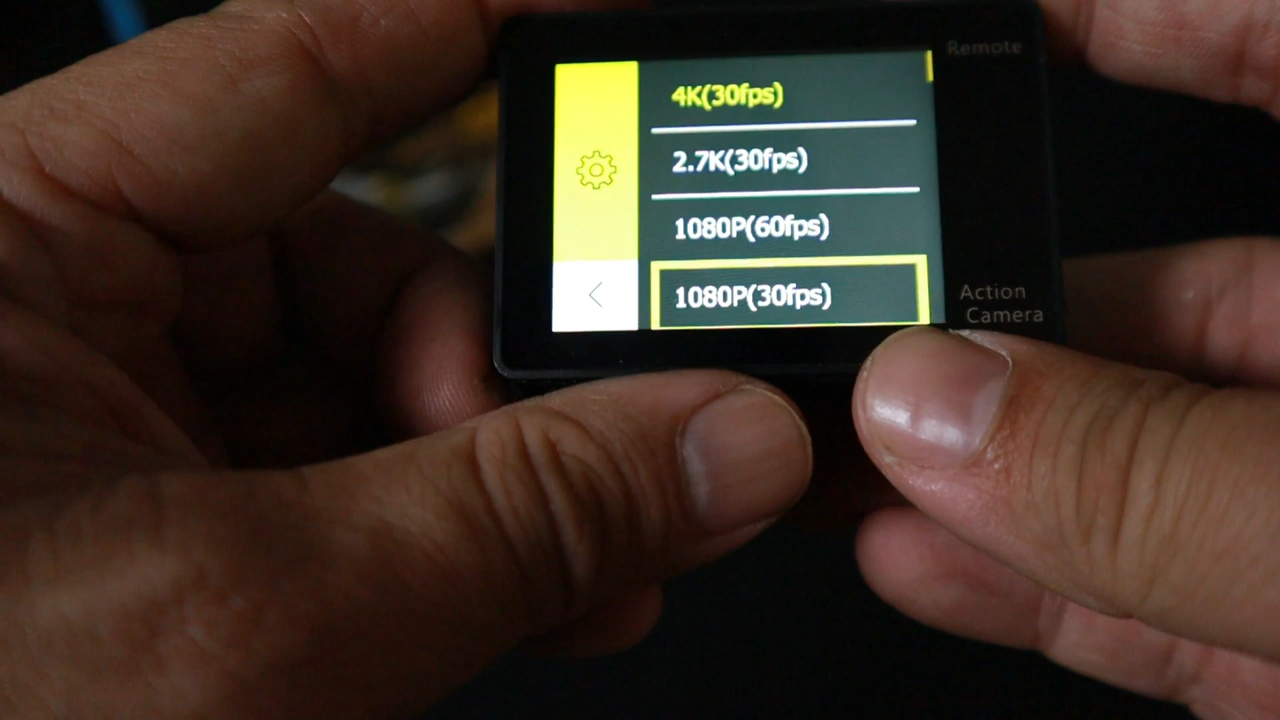 Remote
4K(30fps)
2.7K(30fps)
1080P(60fps)
1080P(30fps)
Action
Camera